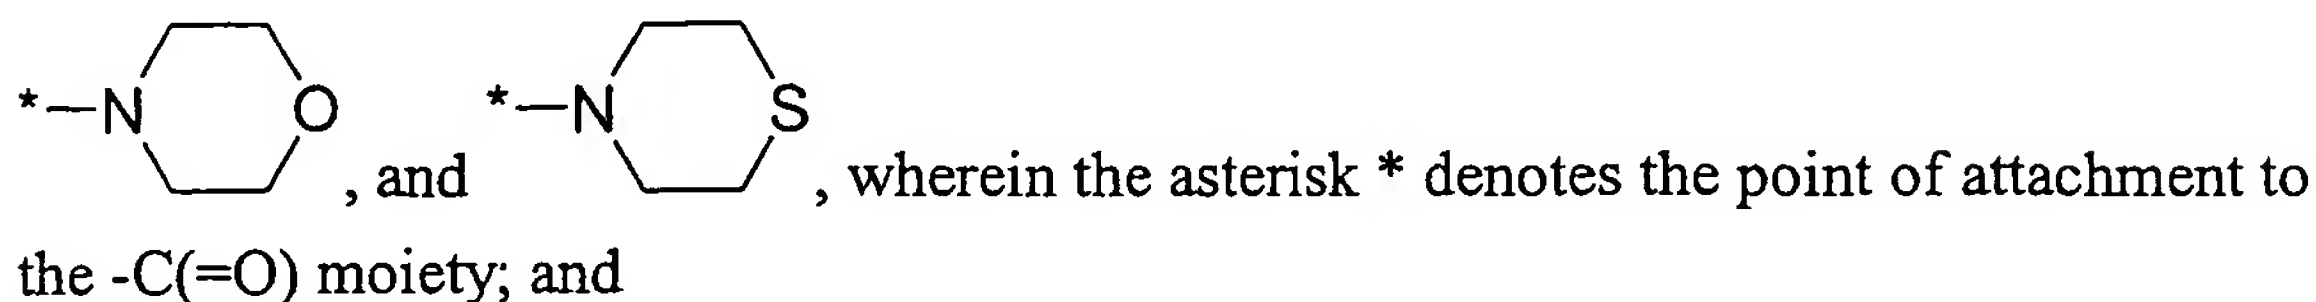 *—N O , and *—N S , wherein the asterisk * denotes the point of attachment to
the -C(=O) moiety; and